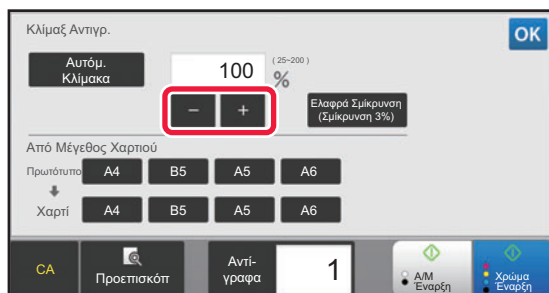 Κλίμαξ Αντιγρ.
OK
Αυτόμ.
Κλίμακα
100
(25~200)
%
−
+
Ελαφρά Σμίκρυνση
(Σμίκρυνση 3%)
Από Μέγεθος Χαρτιού
Πρωτότυπο
A4
B5
A5
A6
Χαρτί
A4
B5
A5
A6
CA
Προεπισκόπ
Αντί-
γραφα
1
Α/Μ
Έναρξη
Χρώμα
Έναρξη